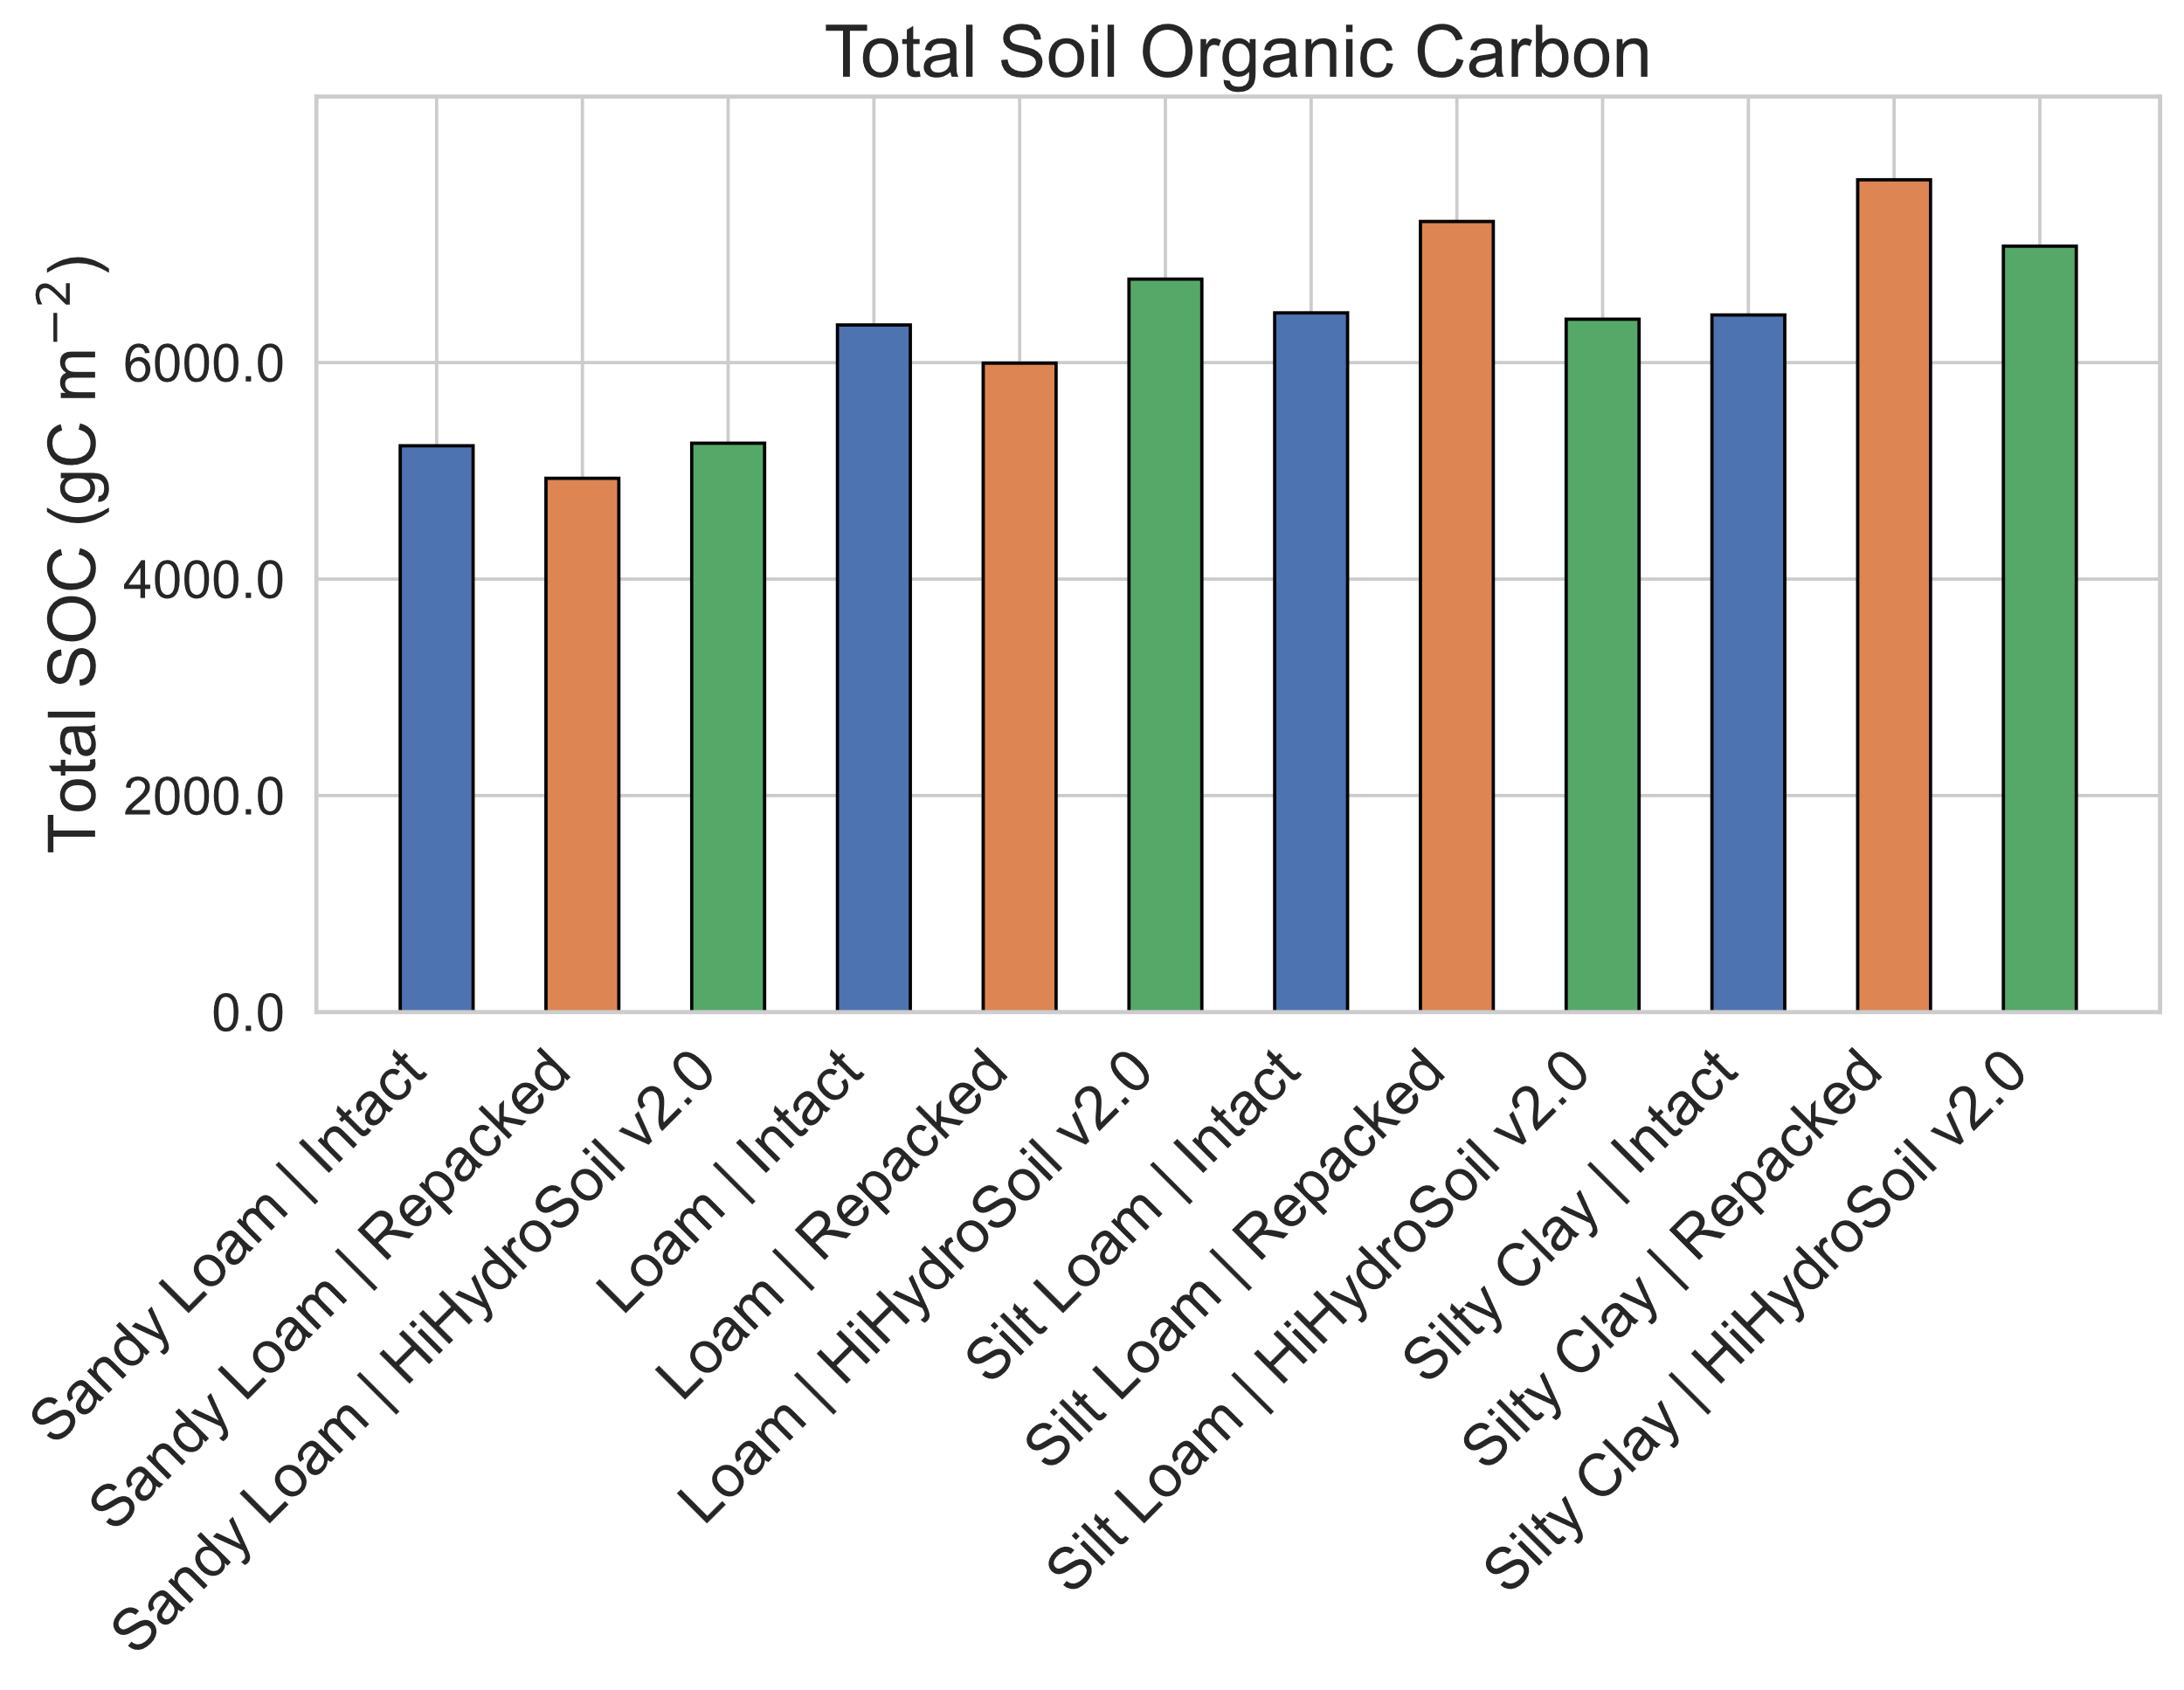 Total Soil Organic Carbon
Total SOC (gC m⁻²)
6000.0
4000.0
2000.0
0.0
Sandy Loam | Intact
Sandy Loam | Repacked
Sandy Loam | HiHydroSoil v2.0
Loam | Intact
Loam | Repacked
Loam | HiHydroSoil v2.0
Silt Loam | Intact
Silt Loam | Repacked
Silt Loam | HiHydroSoil v2.0
Silty Clay | Intact
Silty Clay | Repacked
Silty Clay | HiHydroSoil v2.0